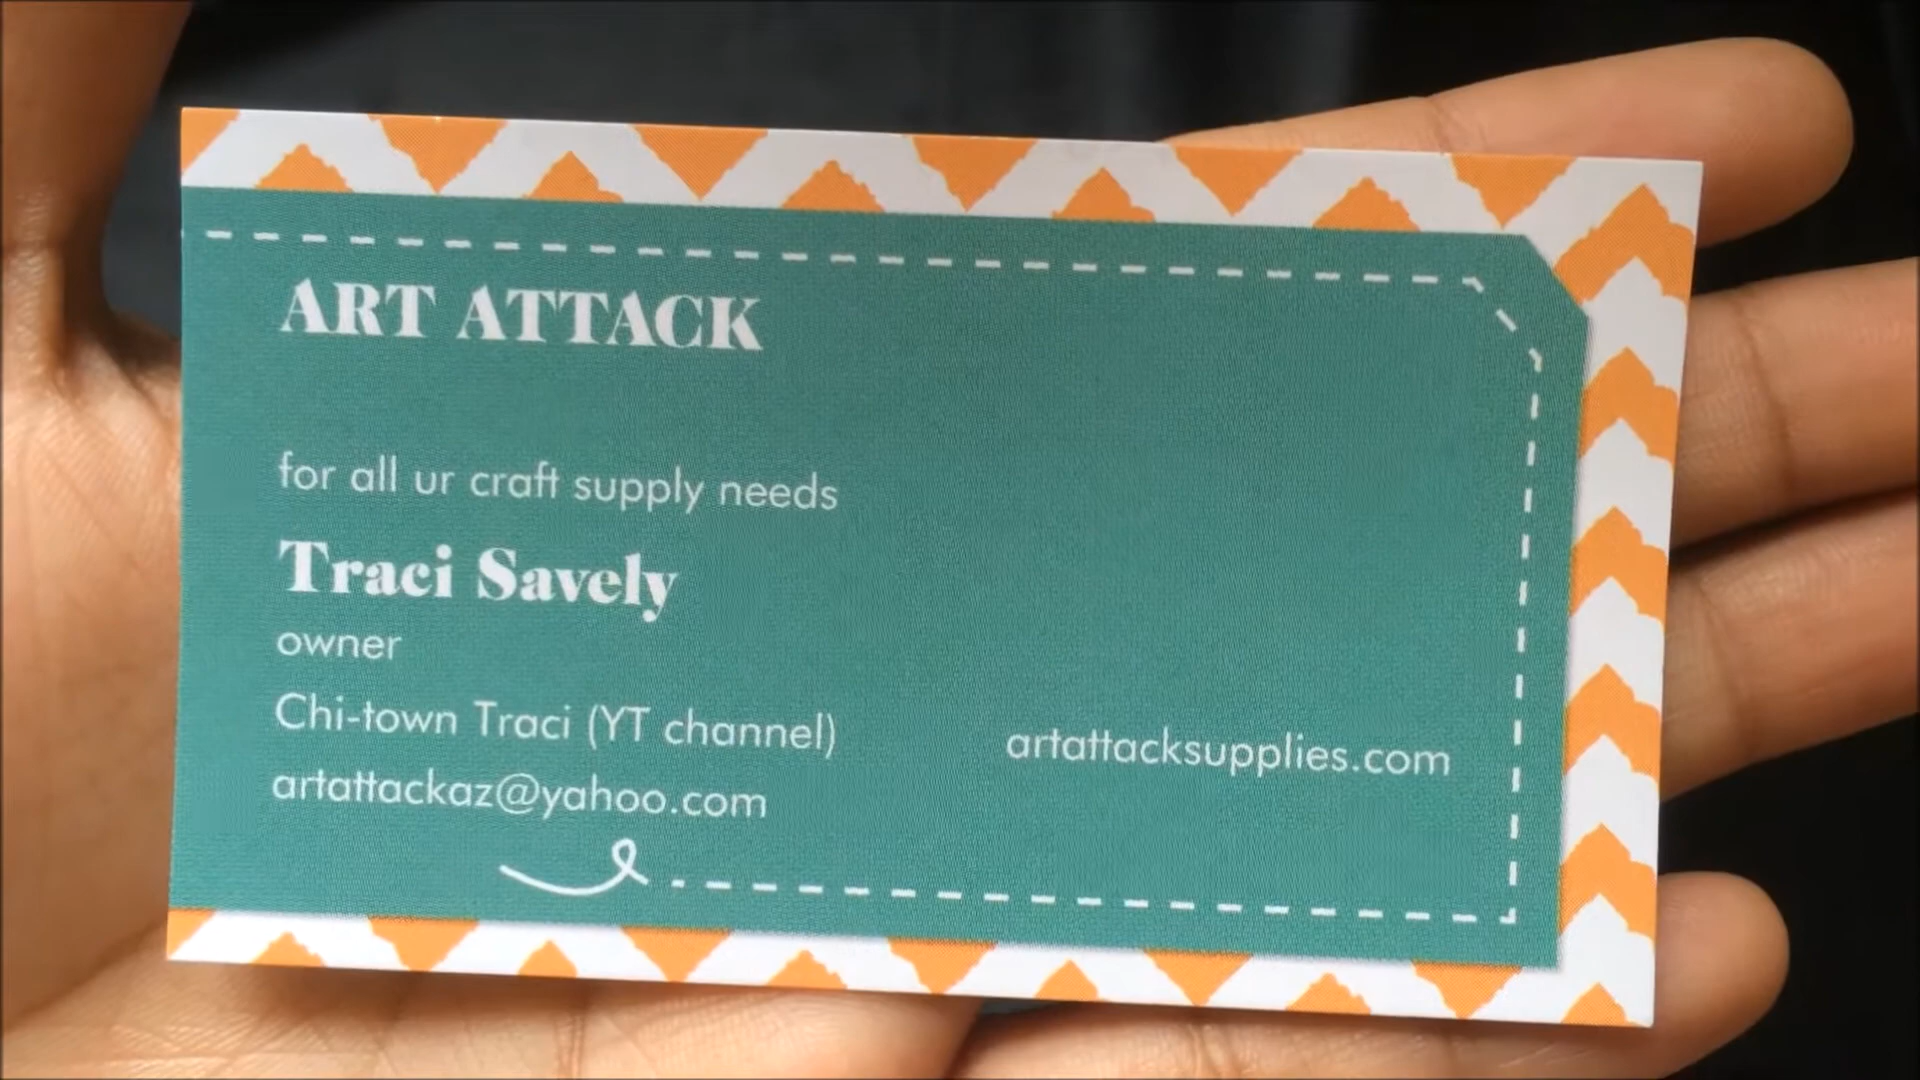 ART ATTACK
for all ur craft supply needs
Traci Savely
owner
Chi-town Traci (YT channel)
artattackaz@yahoo.com
artattacksupplies.com